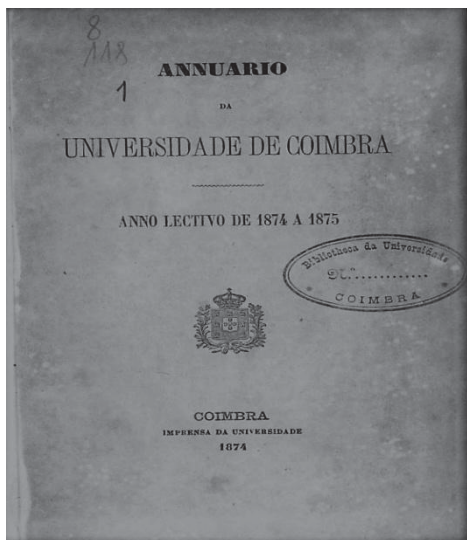 8
118
1
ANNUARIO
DA
UNIVERSIDADE DE COIMBRA
ANNO LECTIVO DE 1874 A 1875
Bibliotheca da Universidade
N.º ............
COIMBRA
COIMBRA
IMPRENSA DA UNIVERSIDADE
1874